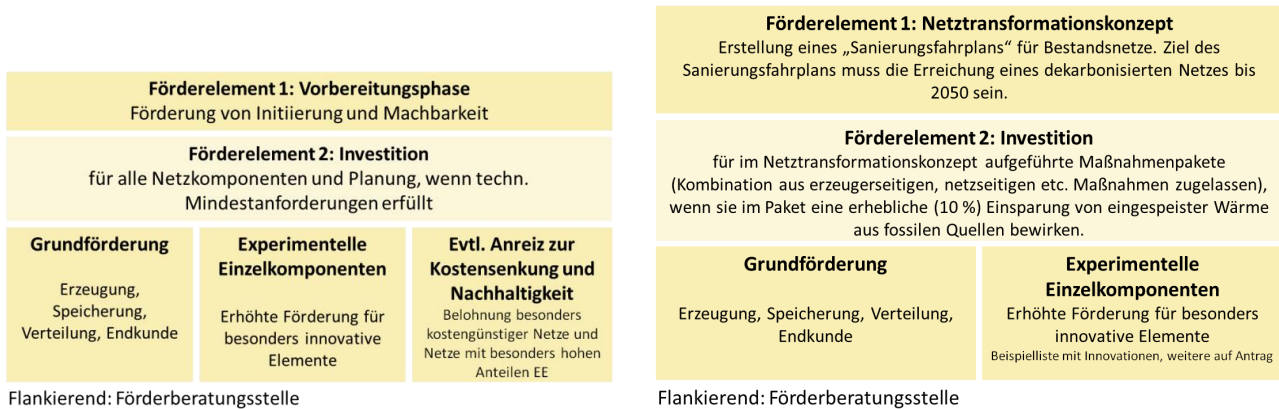 Förderelement 1: Vorbereitungsphase
Förderung von Initiierung und Machbarkeit
Förderelement 2: Investition
für alle Netzkomponenten und Planung, wenn techn.
Mindestanforderungen erfüllt
Grundförderung
Erzeugung,
Speicherung,
Verteilung, Endkunde
Experimentelle
Einzelkomponenten
Erhöhte Förderung für
besonders innovative
Elemente
Evtl. Anreiz zur
Kostensenkung und
Nachhaltigkeit
Belohnung besonders
kostengünstiger Netze und
Netze mit besonders hohen
Anteilen EE
Flankierend: Förderberatungsstelle
Förderelement 1: Netztransformationskonzept
Erstellung eines „Sanierungsfahrplans“ für Bestandsnetze. Ziel des
Sanierungsfahrplans muss die Erreichung eines dekarbonisierten Netzes bis
2050 sein.
Förderelement 2: Investition
für im Netztransformationskonzept aufgeführte Maßnahmenpakete
(Kombination aus erzeugerseitigen, netzseitigen etc. Maßnahmen zugelassen),
wenn sie im Paket eine erhebliche (10 %) Einsparung von eingespeister Wärme
aus fossilen Quellen bewirken.
Grundförderung
Erzeugung, Speicherung, Verteilung,
Endkunde
Experimentelle
Einzelkomponenten
Erhöhte Förderung für besonders
innovative Elemente
Beispielliste mit Innovationen, weitere auf Antrag
Flankierend: Förderberatungsstelle